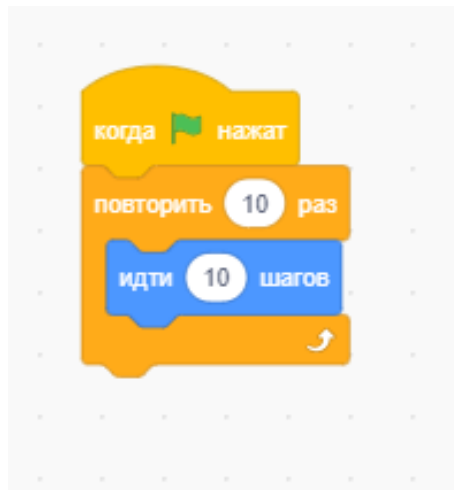 когда нажат
повторить 10 раз
идти 10 шагов